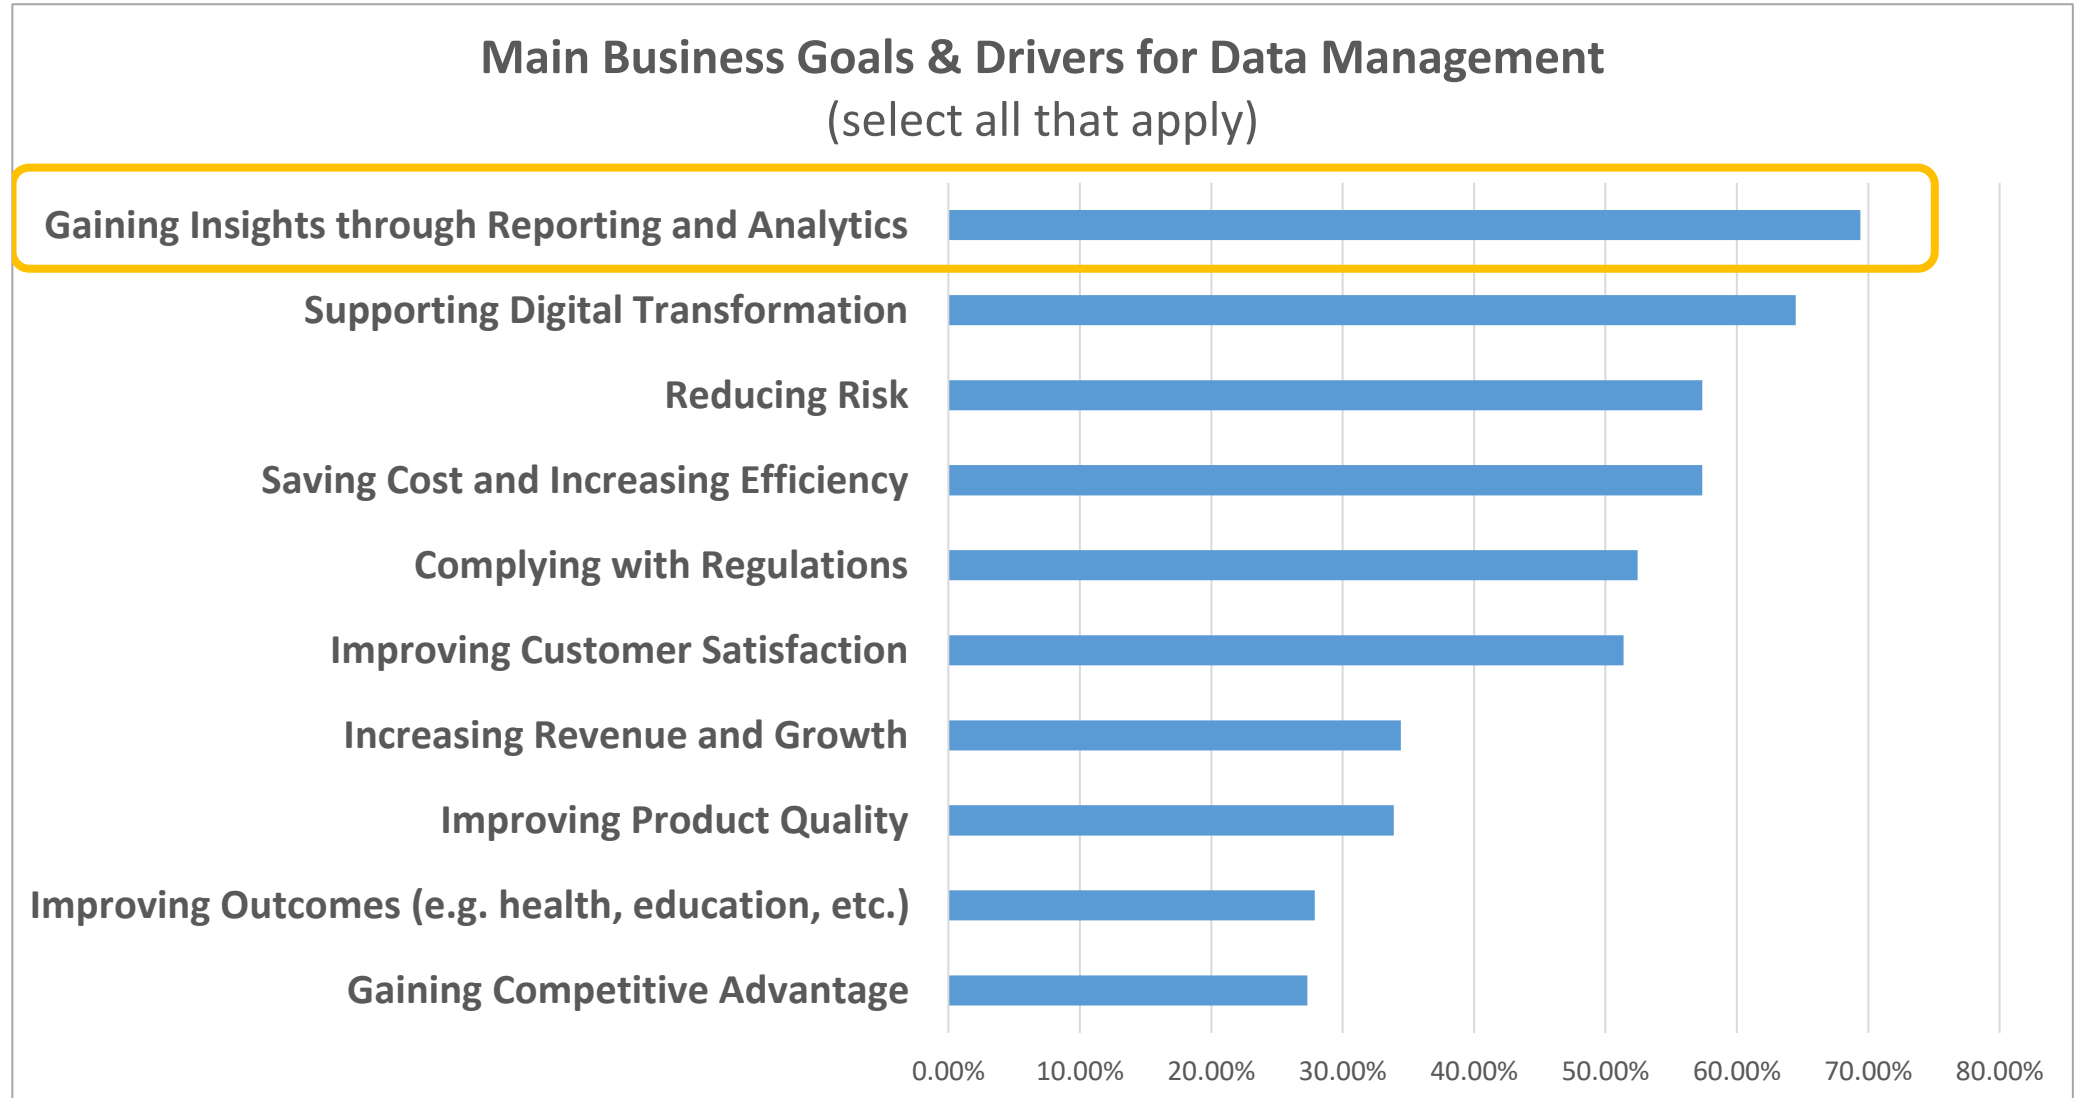 Main Business Goals & Drivers for Data Management
(select all that apply)
Gaining Insights through Reporting and Analytics
Supporting Digital Transformation
Reducing Risk
Saving Cost and Increasing Efficiency
Complying with Regulations
Improving Customer Satisfaction
Increasing Revenue and Growth
Improving Product Quality
Improving Outcomes (e.g. health, education, etc.)
Gaining Competitive Advantage
0.00% 10.00% 20.00% 30.00% 40.00% 50.00% 60.00% 70.00% 80.00%